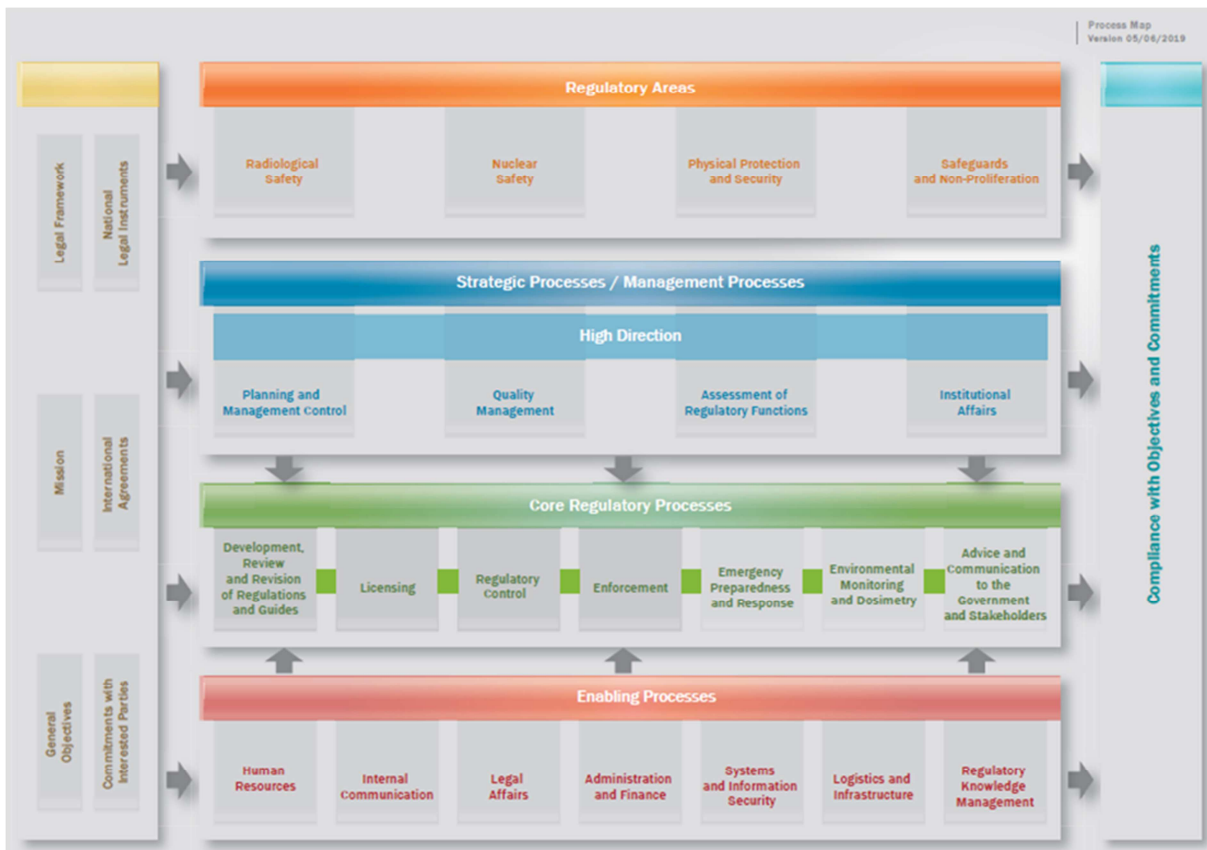 Process Map
Version 05/06/2019
Legal Framework
National
Legal Instruments
Mission
International
Agreements
General
Objectives
Commitments with
Interested Parties
Regulatory Areas
Radiological
Safety
Nuclear
Safety
Physical Protection
and Security
Safeguards
and Non-Proliferation
Strategic Processes / Management Processes
High Direction
Planning and
Management Control
Quality
Management
Assessment of
Regulatory Functions
Institutional
Affairs
Core Regulatory Processes
Development,
Review
and Revision
of Regulations
and Guides
Licensing
Regulatory
Control
Enforcement
Emergency
Preparedness
and Response
Environmental
Monitoring
and Dosimetry
Advice and
Communication
to the
Government
and Stakeholders
Enabling Processes
Human
Resources
Internal
Communication
Legal
Affairs
Administration
and Finance
Systems
and Information
Security
Logistics and
Infrastructure
Regulatory
Knowledge
Management
Compliance with Objectives and Commitments